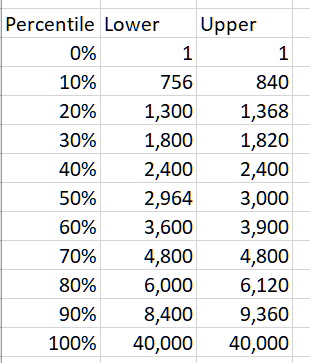 Percentile Lower Upper
0% 1 1
10% 756 840
20% 1,300 1,368
30% 1,800 1,820
40% 2,400 2,400
50% 2,964 3,000
60% 3,600 3,900
70% 4,800 4,800
80% 6,000 6,120
90% 8,400 9,360
100% 40,000 40,000